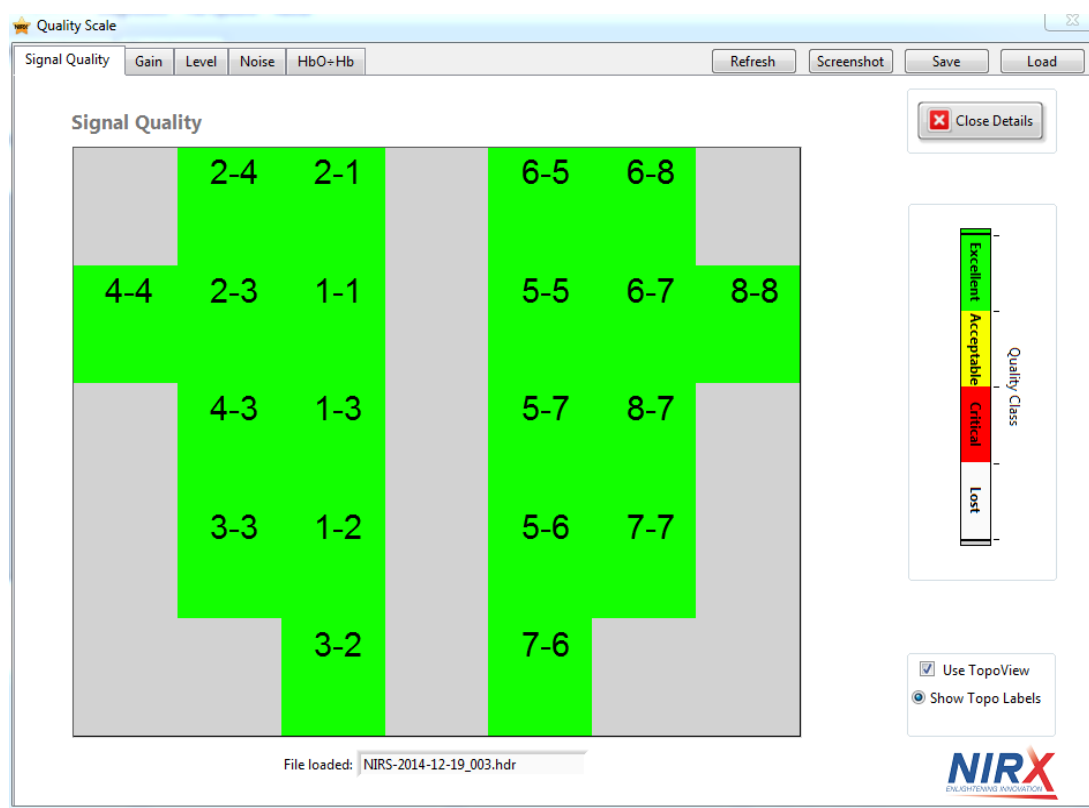 Quality Scale
Signal Quality Gain Level Noise HbO÷Hb Refresh Screenshot Save Load
Close Details
Signal Quality
2-4 2-1 6-5 6-8
4-4 2-3 1-1 5-5 6-7 8-8
4-3 1-3 5-7 8-7
3-3 1-2 5-6 7-7
3-2 7-6
Excellent
Acceptable
Critical
Lost
Quality Class
Use TopoView
Show Topo Labels
File loaded: NIRS-2014-12-19_003.hdr
NIRX
ENLIGHTENING INNOVATION